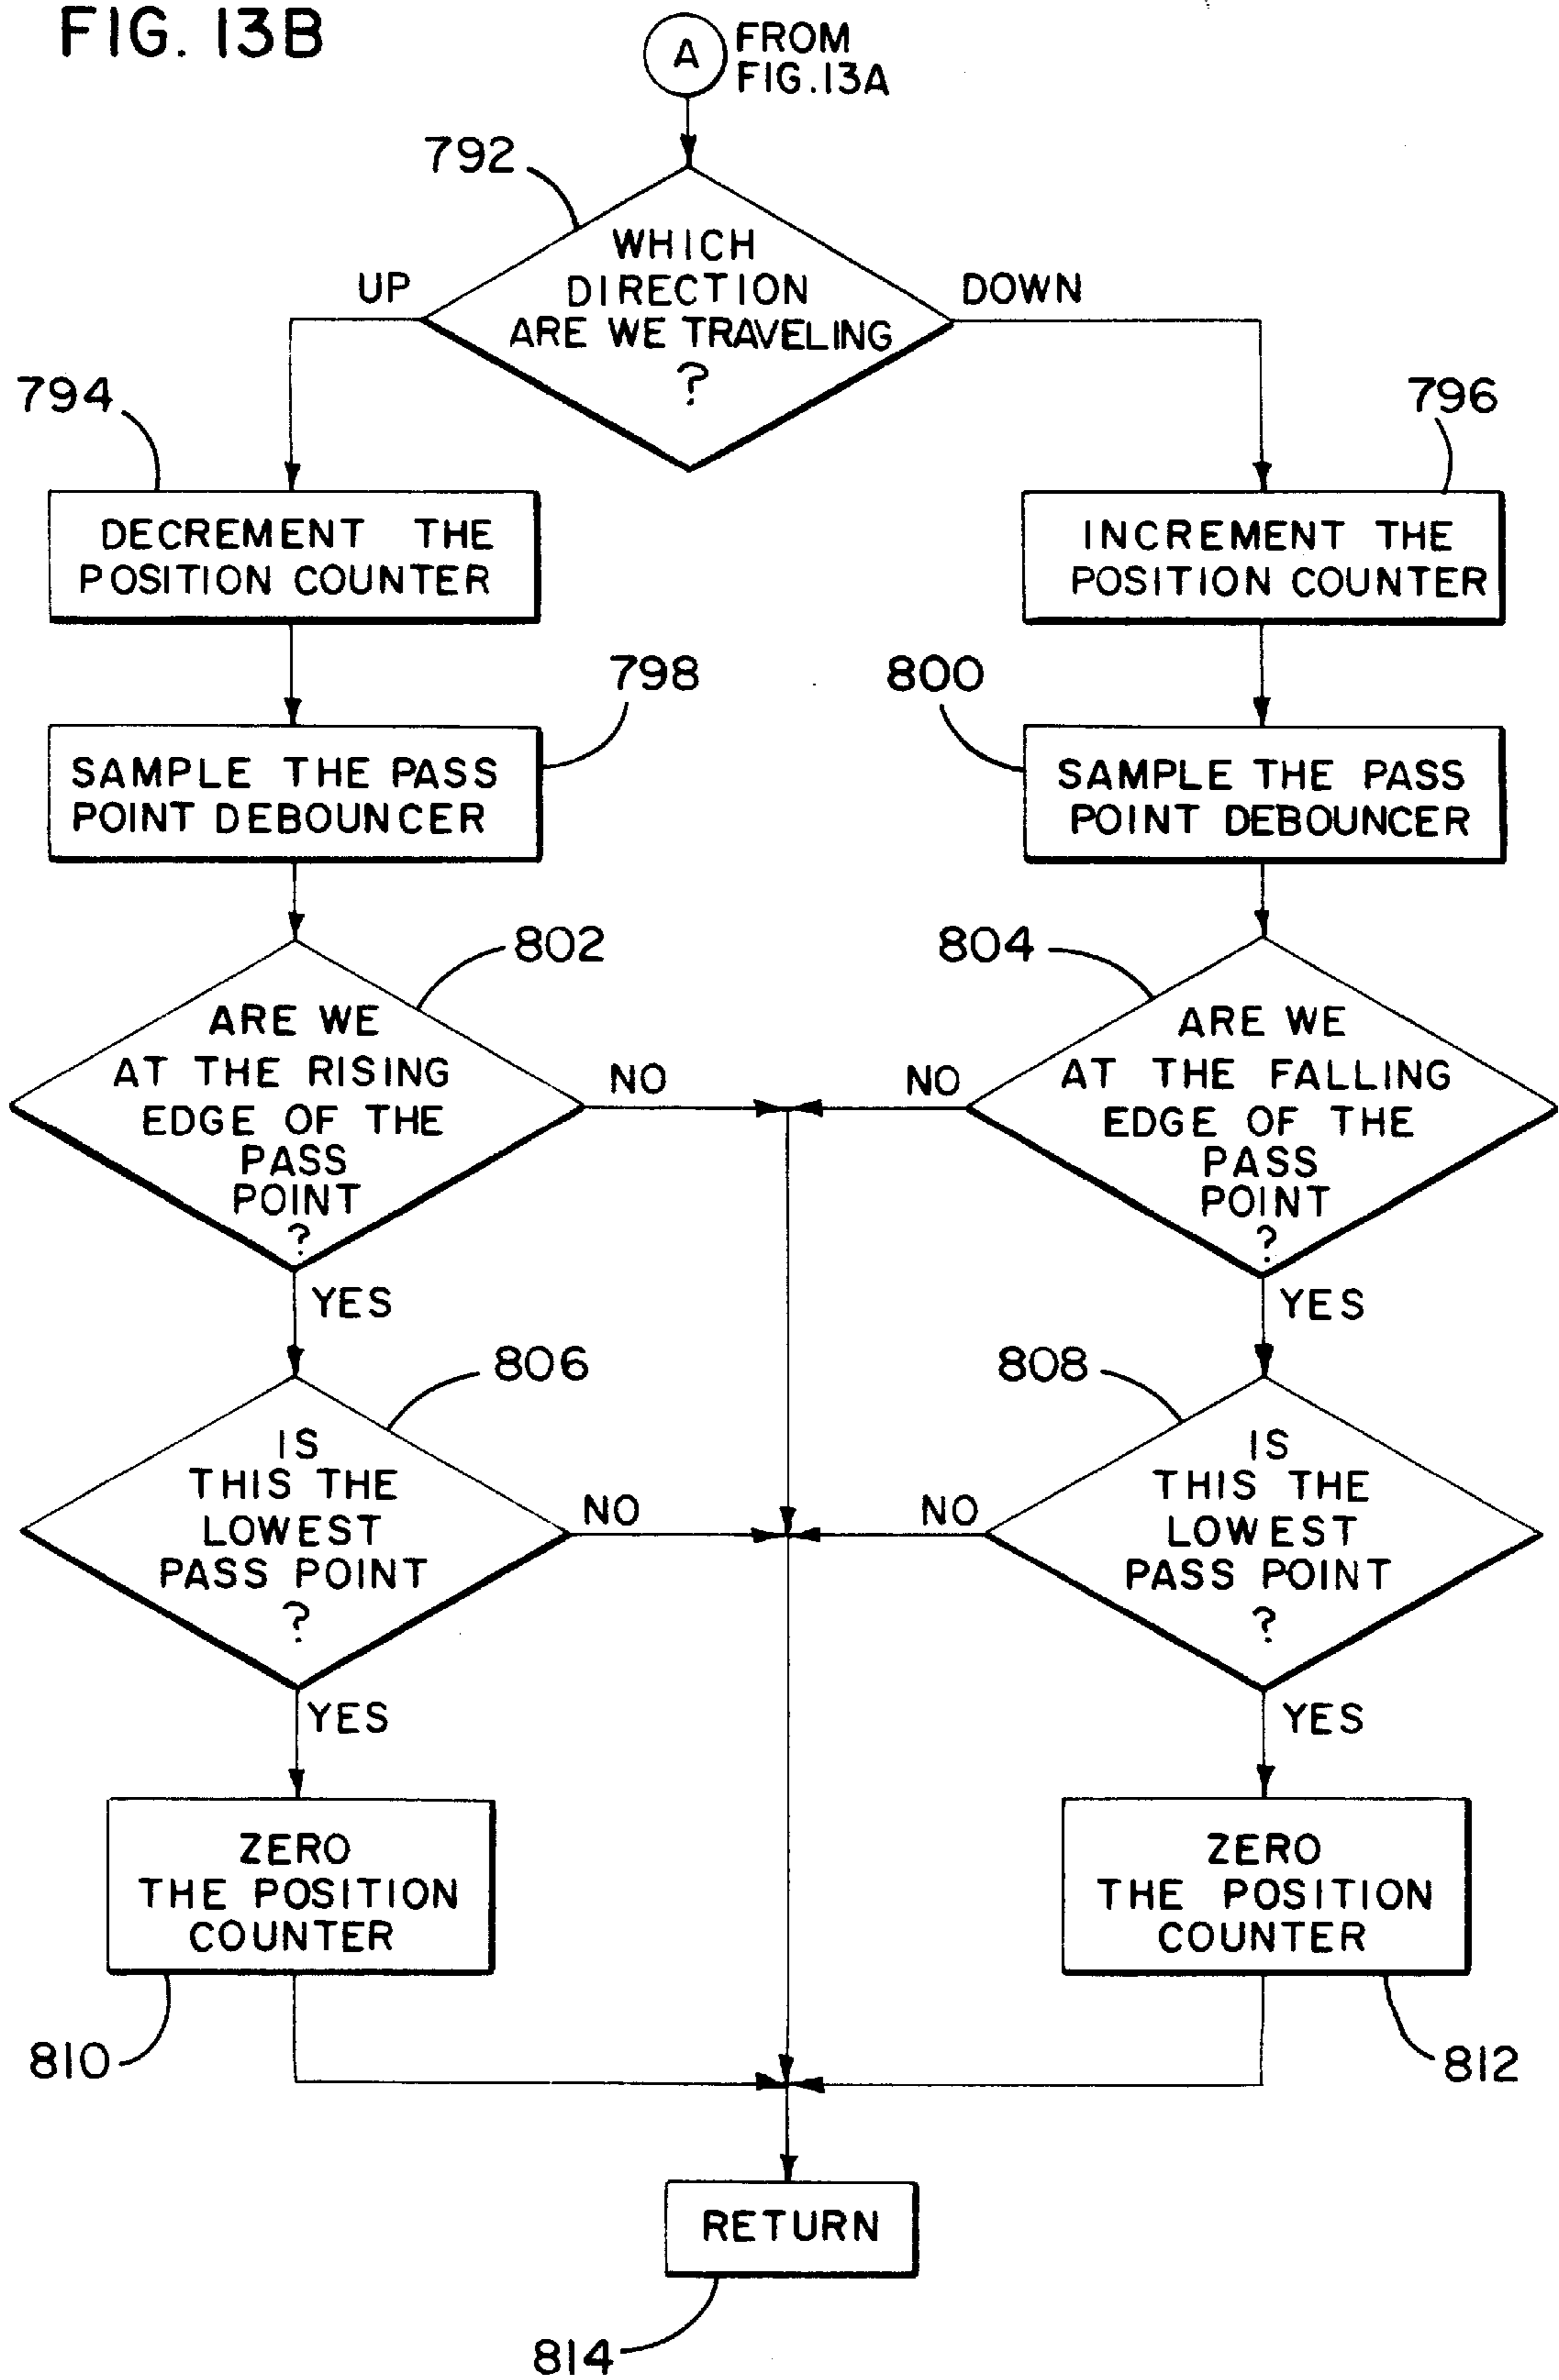 FIG. 13B
A
FROM
FIG. 13A
792
WHICH
DIRECTION
ARE WE TRAVELING
?
UP
DOWN
794
796
DECREMENT THE
POSITION COUNTER
INCREMENT THE
POSITION COUNTER
798
800
SAMPLE THE PASS
POINT DEBOUNCER
SAMPLE THE PASS
POINT DEBOUNCER
802
804
ARE WE
AT THE RISING
EDGE OF THE
PASS
POINT
?
NO
NO
ARE WE
AT THE FALLING
EDGE OF THE
PASS
POINT
?
YES
YES
806
808
IS
THIS THE
LOWEST
PASS POINT
?
NO
NO
IS
THIS THE
LOWEST
PASS POINT
?
YES
YES
ZERO
THE POSITION
COUNTER
ZERO
THE POSITION
COUNTER
810
812
RETURN
814